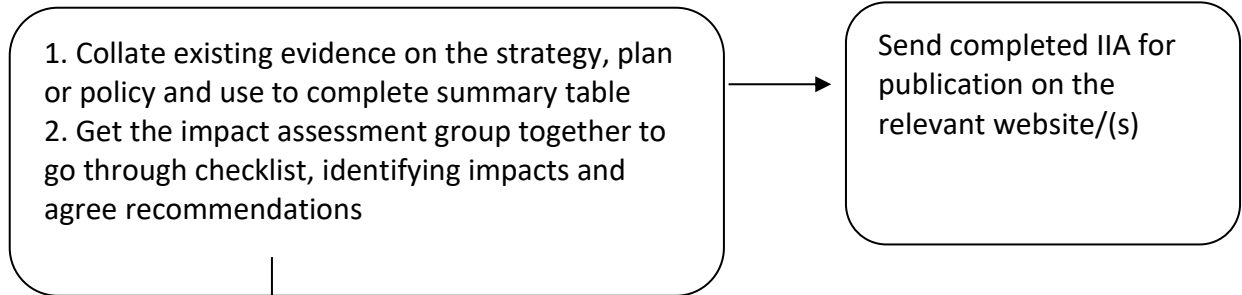 1. Collate existing evidence on the strategy, plan
or policy and use to complete summary table
2. Get the impact assessment group together to
go through checklist, identifying impacts and
agree recommendations
Send completed IIA for
publication on the
relevant website/(s)